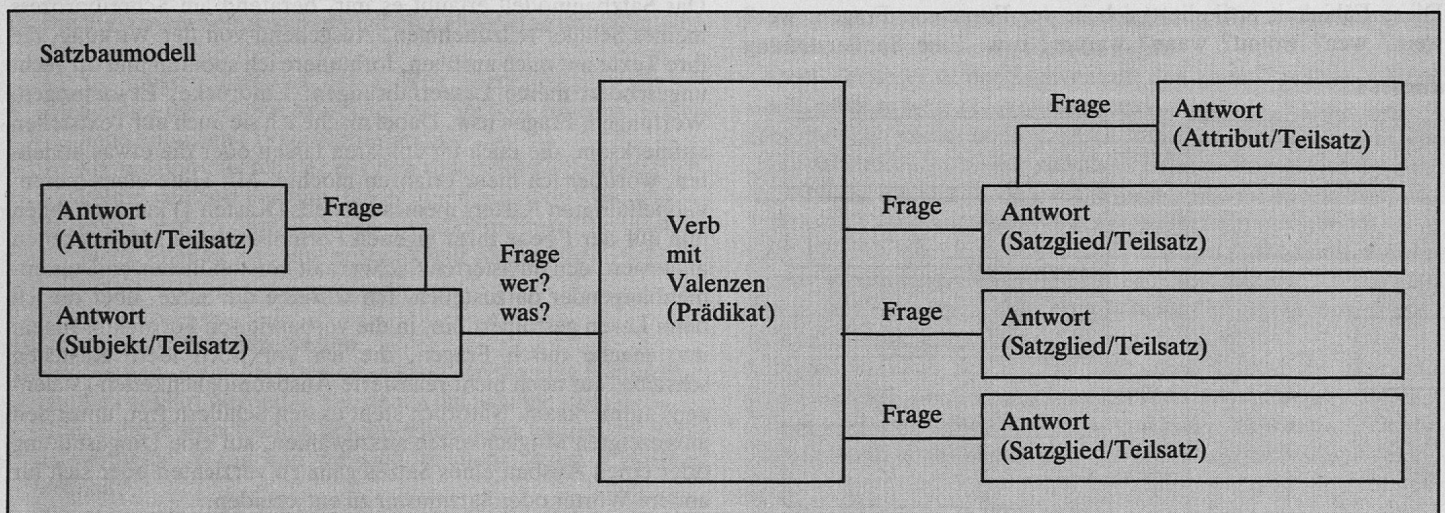 Satzbaumodell
Antwort
(Attribut/Teilsatz)
Frage
Antwort
(Subjekt/Teilsatz)
Frage
wer?
was?
Verb
mit
Valenzen
(Prädikat)
Frage
Antwort
(Attribut/Teilsatz)
Frage
Antwort
(Satzglied/Teilsatz)
Frage
Antwort
(Satzglied/Teilsatz)
Frage
Antwort
(Satzglied/Teilsatz)